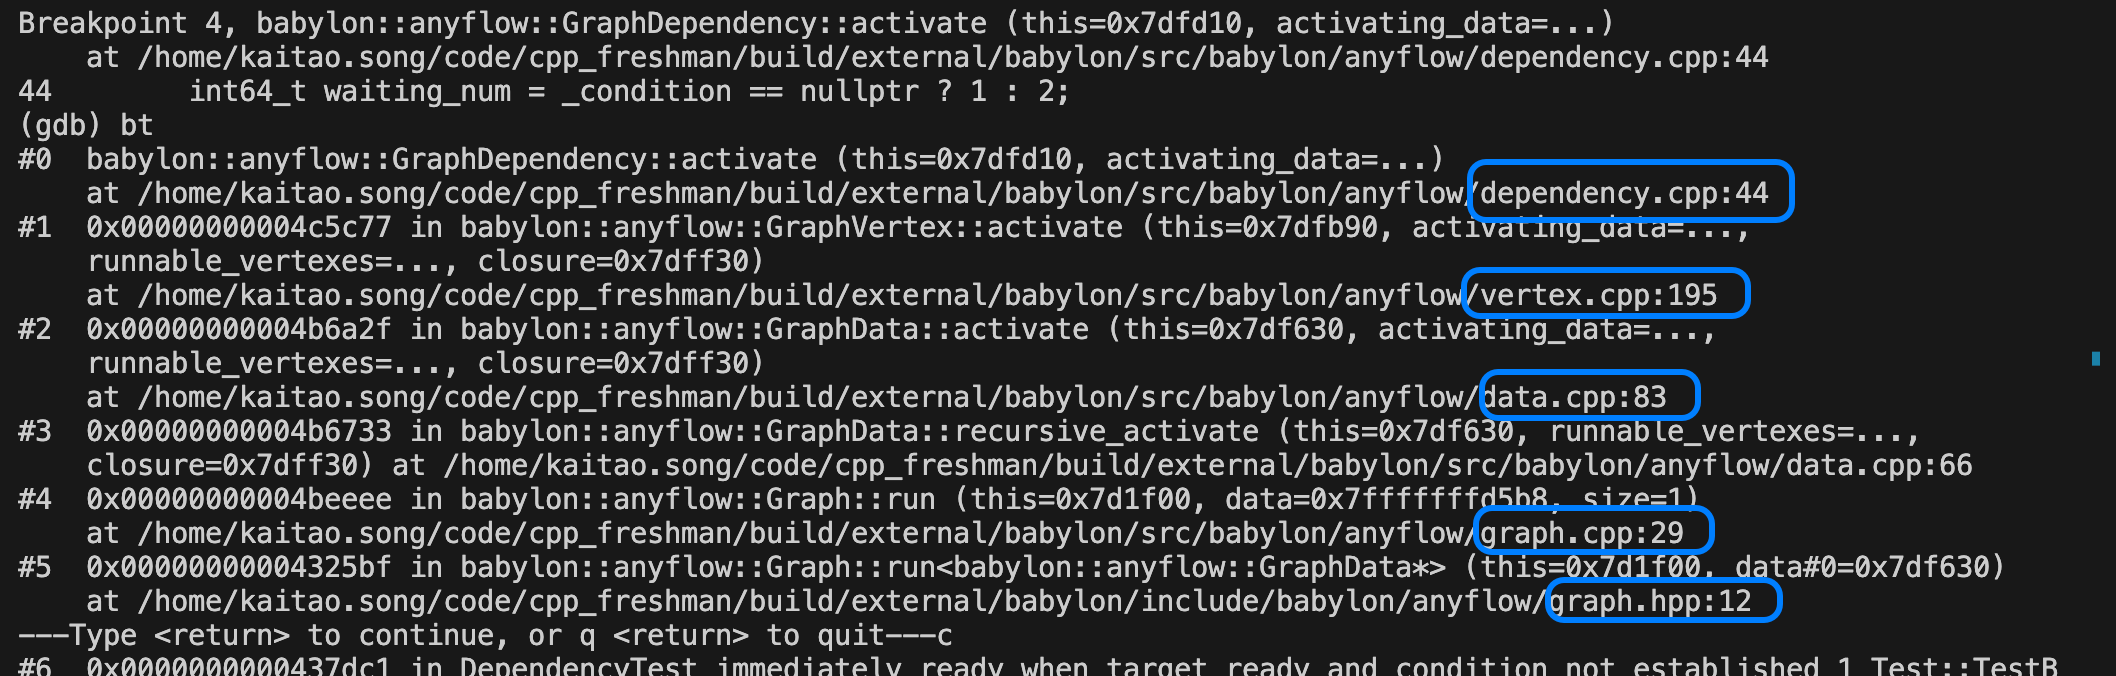 Breakpoint 4, babylon::anyflow::GraphDependency::activate (this=0x7dfd10, activating_data=...)
    at /home/kaitao.song/code/cpp_freshman/build/external/babylon/src/babylon/anyflow/dependency.cpp:44
44        int64_t waiting_num = _condition == nullptr ? 1 : 2;
(gdb) bt
#0  babylon::anyflow::GraphDependency::activate (this=0x7dfd10, activating_data=...)
    at /home/kaitao.song/code/cpp_freshman/build/external/babylon/src/babylon/anyflow/dependency.cpp:44
#1  0x00000000004c5c77 in babylon::anyflow::GraphVertex::activate (this=0x7dfb90, activating_data=...,
    runnable_vertexes=..., closure=0x7dff30)
    at /home/kaitao.song/code/cpp_freshman/build/external/babylon/src/babylon/anyflow/vertex.cpp:195
#2  0x00000000004b6a2f in babylon::anyflow::GraphData::activate (this=0x7df630, activating_data=...,
    runnable_vertexes=..., closure=0x7dff30)
    at /home/kaitao.song/code/cpp_freshman/build/external/babylon/src/babylon/anyflow/data.cpp:83
#3  0x00000000004b6733 in babylon::anyflow::GraphData::recursive_activate (this=0x7df630, runnable_vertexes=...,
    closure=0x7dff30) at /home/kaitao.song/code/cpp_freshman/build/external/babylon/src/babylon/anyflow/data.cpp:66
#4  0x00000000004beeee in babylon::anyflow::Graph::run (this=0x7d1f00, data=0x7fffffffd5b8, size=1)
    at /home/kaitao.song/code/cpp_freshman/build/external/babylon/src/babylon/anyflow/graph.cpp:29
#5  0x00000000004325bf in babylon::anyflow::Graph::run<babylon::anyflow::GraphData*> (this=0x7d1f00, data#0=0x7df630)
    at /home/kaitao.song/code/cpp_freshman/build/external/babylon/include/babylon/anyflow/graph.hpp:12
---Type <return> to continue, or q <return> to quit---c
#6  0x0000000000437dc1 in DependencyTest_immediately_ready_when_target_ready_and_condition_not_established_1_Test::TestB